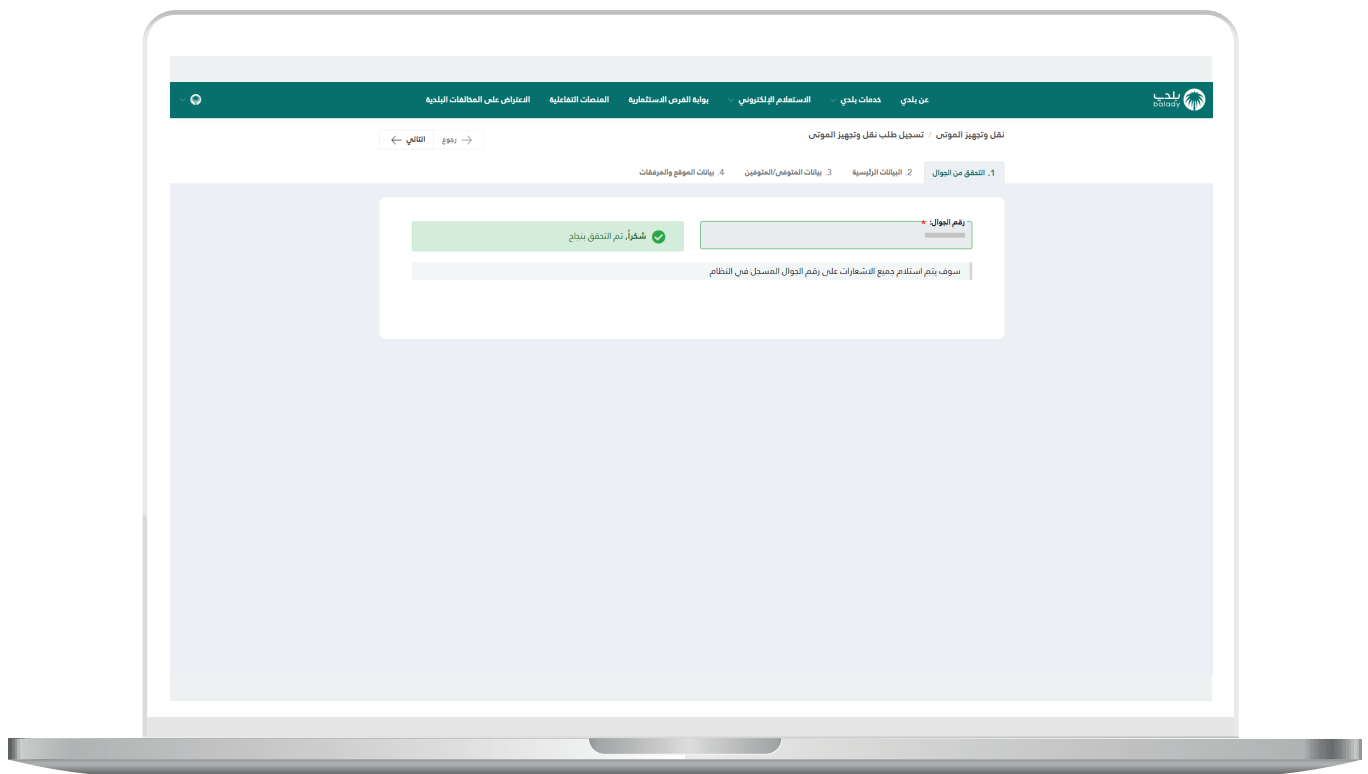 بلدي
balady
عن بلدي خدمات بلدي الاستعلام الإلكتروني بوابة الفرص الاستثمارية المنصات التفاعلية الاعتراض على المخالفات البلدية
نقل وتجهيز الموتى / تسجيل طلب نقل وتجهيز الموتى
رجوع التالي
1. التحقق من الجوال 2. البيانات الرئيسية 3. بيانات المتوفى/المتوفين 4. بيانات الموقع والمرفقات
رقم الجوال: *
شكراً, تم التحقق بنجاح
سوف يتم استلام جميع الاشعارات على رقم الجوال المسجل في النظام